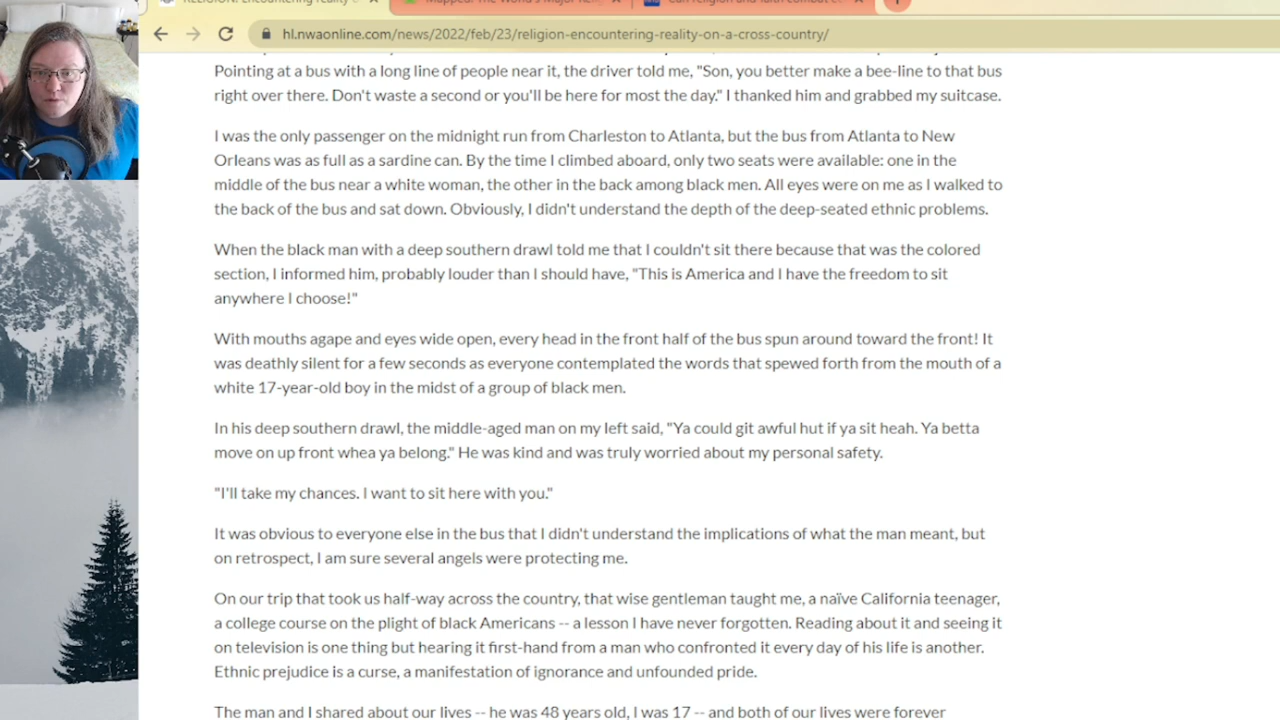 hl.nwaonline.com/news/2022/feb/23/religion-encountering-reality-on-a-cross-country/
Pointing at a bus with a long line of people near it, the driver told me, "Son, you better make a bee-line to that bus
right over there. Don't waste a second or you'll be here for most the day." I thanked him and grabbed my suitcase.
I was the only passenger on the midnight run from Charleston to Atlanta, but the bus from Atlanta to New
Orleans was as full as a sardine can. By the time I climbed aboard, only two seats were available: one in the
middle of the bus near a white woman, the other in the back among black men. All eyes were on me as I walked to
the back of the bus and sat down. Obviously, I didn't understand the depth of the deep-seated ethnic problems.
When the black man with a deep southern drawl told me that I couldn't sit there because that was the colored
section, I informed him, probably louder than I should have, "This is America and I have the freedom to sit
anywhere I choose!"
With mouths agape and eyes wide open, every head in the front half of the bus spun around toward the front! It
was deathly silent for a few seconds as everyone contemplated the words that spewed forth from the mouth of a
white 17-year-old boy in the midst of a group of black men.
In his deep southern drawl, the middle-aged man on my left said, "Ya could git awful hut if ya sit heah. Ya betta
move on up front whea ya belong." He was kind and was truly worried about my personal safety.
"I'll take my chances. I want to sit here with you."
It was obvious to everyone else in the bus that I didn't understand the implications of what the man meant, but
on retrospect, I am sure several angels were protecting me.
On our trip that took us half-way across the country, that wise gentleman taught me, a naïve California teenager,
a college course on the plight of black Americans -- a lesson I have never forgotten. Reading about it and seeing it
on television is one thing but hearing it first-hand from a man who confronted it every day of his life is another.
Ethnic prejudice is a curse, a manifestation of ignorance and unfounded pride.
The man and I shared about our lives -- he was 48 years old, I was 17 -- and both of our lives were forever